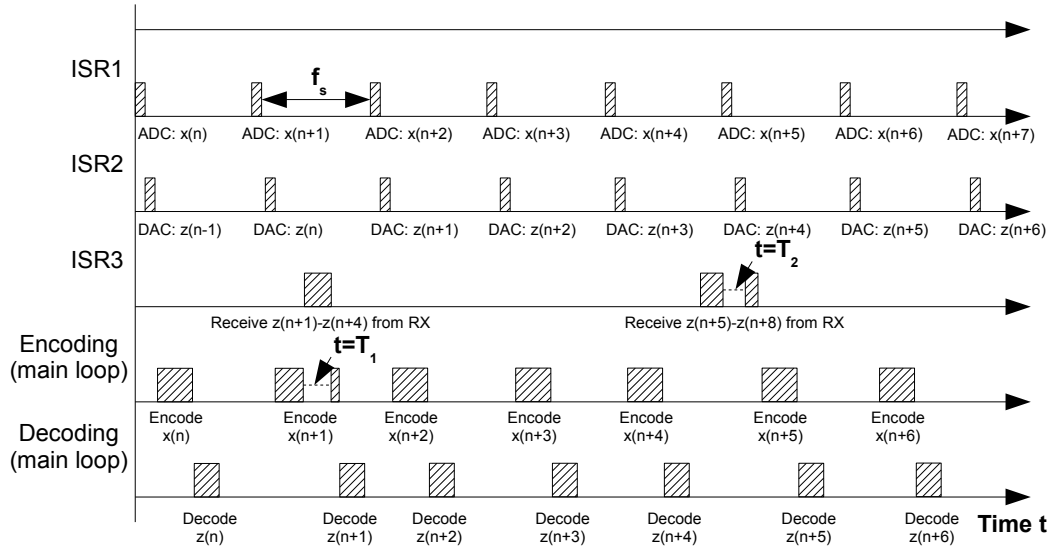 ISR1
f_s
ADC: x(n) ADC: x(n+1) ADC: x(n+2) ADC: x(n+3) ADC: x(n+4) ADC: x(n+5) ADC: x(n+6) ADC: x(n+7)
ISR2
DAC: z(n-1) DAC: z(n) DAC: z(n+1) DAC: z(n+2) DAC: z(n+3) DAC: z(n+4) DAC: z(n+5) DAC: z(n+6)
ISR3
t=T_2
Receive z(n+1)-z(n+4) from RX Receive z(n+5)-z(n+8) from RX
Encoding
(main loop)
t=T_1
Encode Encode Encode Encode Encode Encode Encode
x(n) x(n+1) x(n+2) x(n+3) x(n+4) x(n+5) x(n+6)
Decoding
(main loop)
Decode Decode Decode Decode Decode Decode Decode
z(n) z(n+1) z(n+2) z(n+3) z(n+4) z(n+5) z(n+6)
Time t